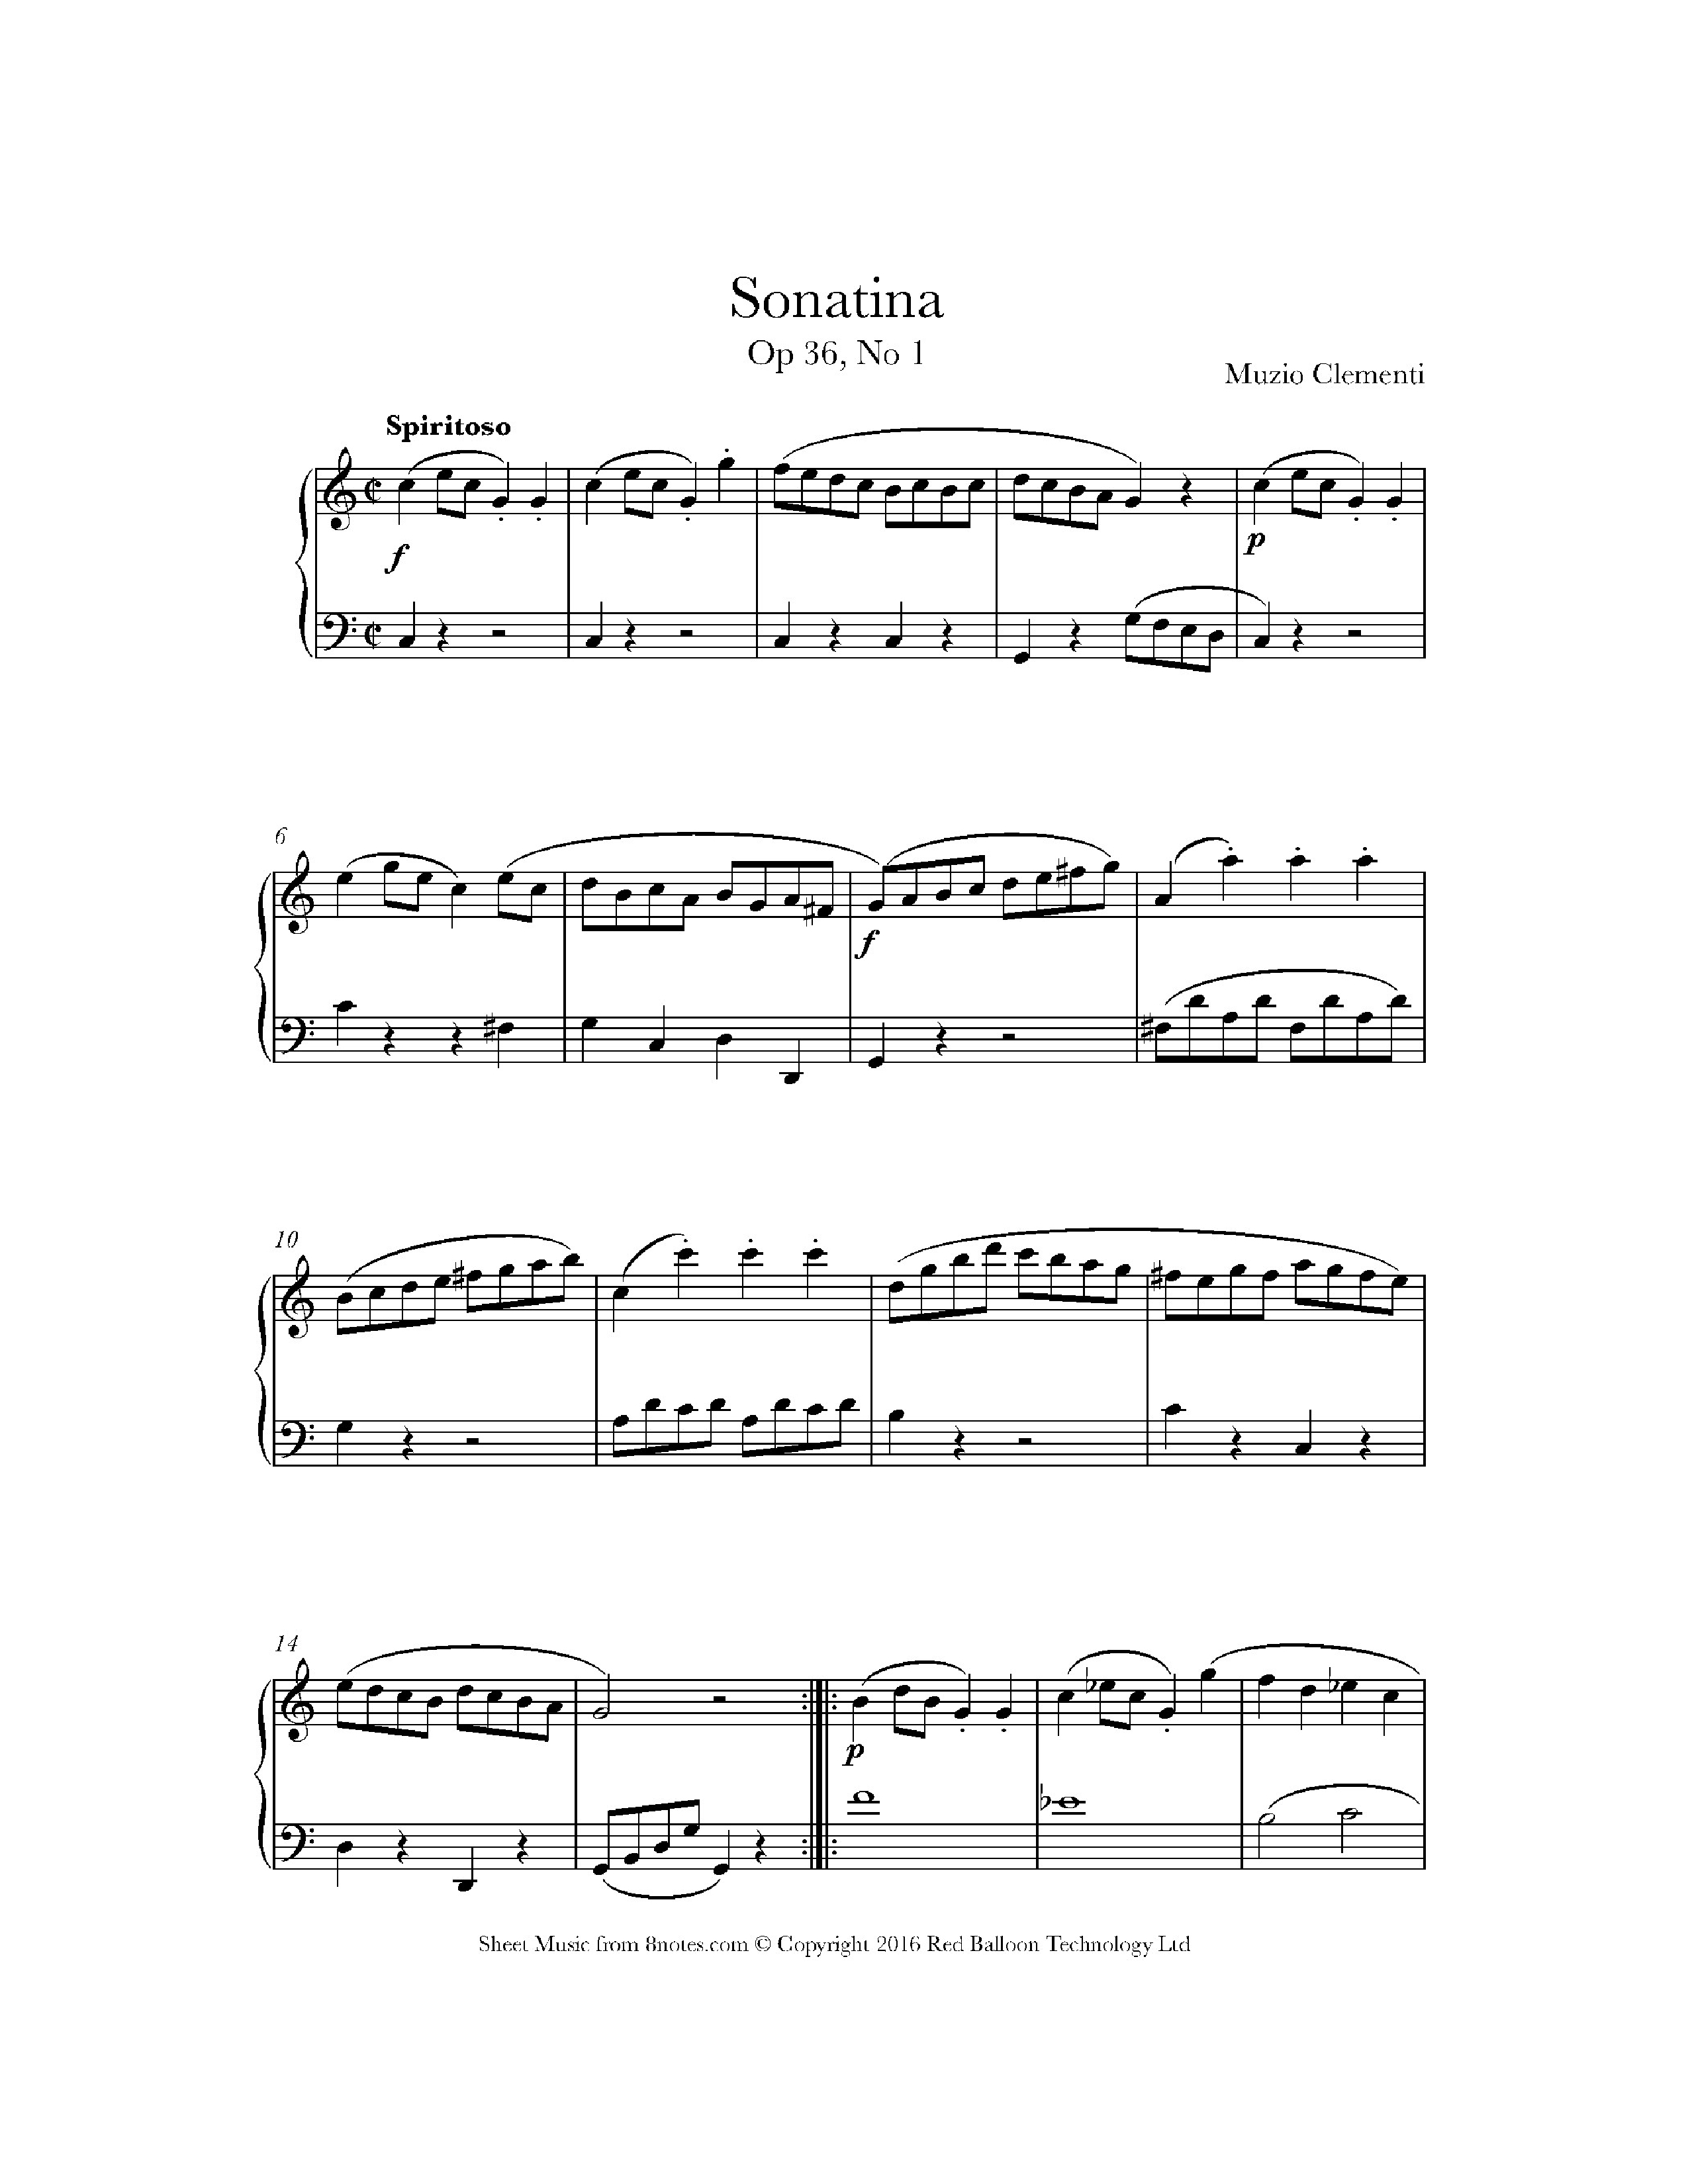 Sonatina
Op 36, No 1
Muzio Clementi
Spiritoso
f
p
6
f
10
14
p
Sheet Music from 8notes.com © Copyright 2016 Red Balloon Technology Ltd